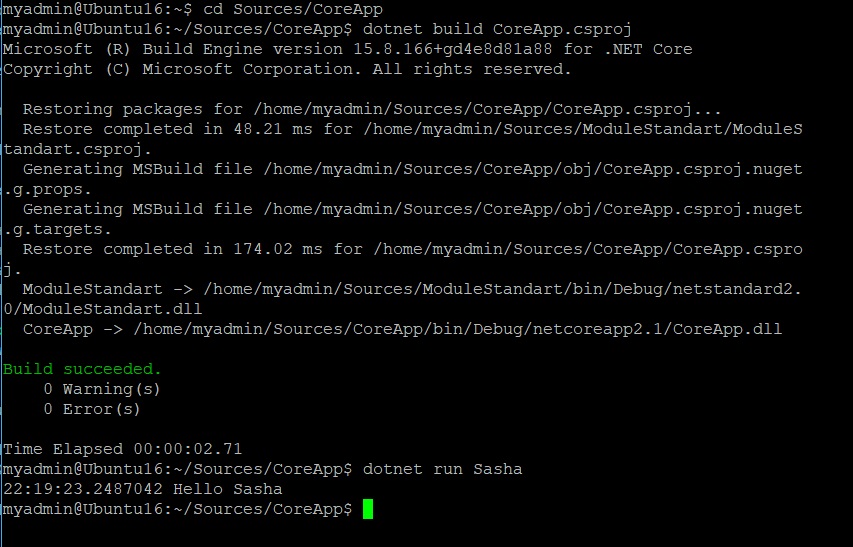 myadmin@Ubuntu16:~$ cd Sources/CoreApp
myadmin@Ubuntu16:~/Sources/CoreApp$ dotnet build CoreApp.csproj
Microsoft (R) Build Engine version 15.8.166+gd4e8d81a88 for .NET Core
Copyright (C) Microsoft Corporation. All rights reserved.

  Restoring packages for /home/myadmin/Sources/CoreApp/CoreApp.csproj...
  Restore completed in 48.21 ms for /home/myadmin/Sources/ModuleStandart/ModuleS
tandart.csproj.
  Generating MSBuild file /home/myadmin/Sources/CoreApp/obj/CoreApp.csproj.nuget
.g.props.
  Generating MSBuild file /home/myadmin/Sources/CoreApp/obj/CoreApp.csproj.nuget
.g.targets.
  Restore completed in 174.02 ms for /home/myadmin/Sources/CoreApp/CoreApp.cspro
j.
  ModuleStandart -> /home/myadmin/Sources/ModuleStandart/bin/Debug/netstandard2.
0/ModuleStandart.dll
  CoreApp -> /home/myadmin/Sources/CoreApp/bin/Debug/netcoreapp2.1/CoreApp.dll

Build succeeded.
    0 Warning(s)
    0 Error(s)

Time Elapsed 00:00:02.71
myadmin@Ubuntu16:~/Sources/CoreApp$ dotnet run Sasha
22:19:23.2487042 Hello Sasha
myadmin@Ubuntu16:~/Sources/CoreApp$